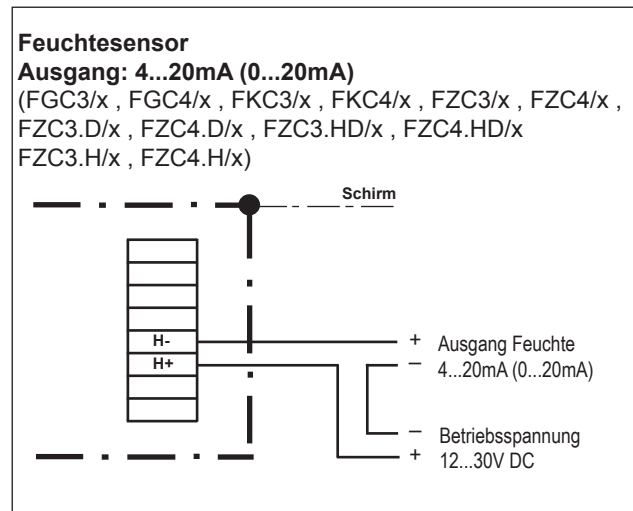 Feuchtesensor
Ausgang: 4...20mA (0...20mA)
(FGC3/x , FGC4/x , FKC3/x , FKC4/x , FZC3/x , FZC4/x ,
FZC3.D/x , FZC4.D/x , FZC3.HD/x , FZC4.HD/x
FZC3.H/x , FZC4.H/x)
Schirm
H-
H+
+ Ausgang Feuchte
– 4...20mA (0...20mA)
– Betriebsspannung
+ 12...30V DC